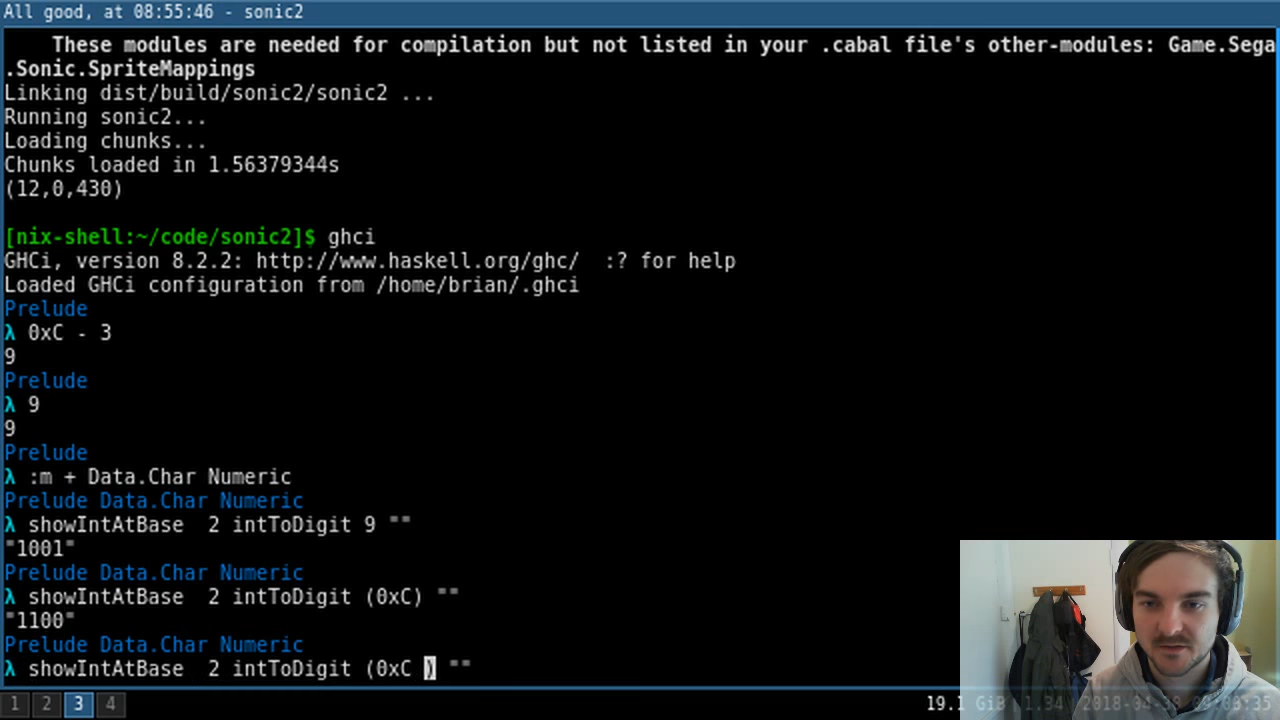 All good, at 08:55:46 - sonic2
These modules are needed for compilation but not listed in your .cabal file's other-modules: Game.Sega
.Sonic.SpriteMappings
Linking dist/build/sonic2/sonic2 ...
Running sonic2...
Loading chunks...
Chunks loaded in 1.56379344s
(12,0,430)
[nix-shell:~/code/sonic2]$ ghci
GHCi, version 8.2.2: http://www.haskell.org/ghc/  :? for help
Loaded GHCi configuration from /home/brian/.ghci
Prelude
λ 0xC - 3
9
Prelude
λ 9
9
Prelude
λ :m + Data.Char Numeric
Prelude Data.Char Numeric
λ showIntAtBase  2 intToDigit 9 ""
"1001"
Prelude Data.Char Numeric
λ showIntAtBase  2 intToDigit (0xC) ""
"1100"
Prelude Data.Char Numeric
λ showIntAtBase  2 intToDigit (0xC ) ""
1 2 3 4 19.1 GiB 1.34